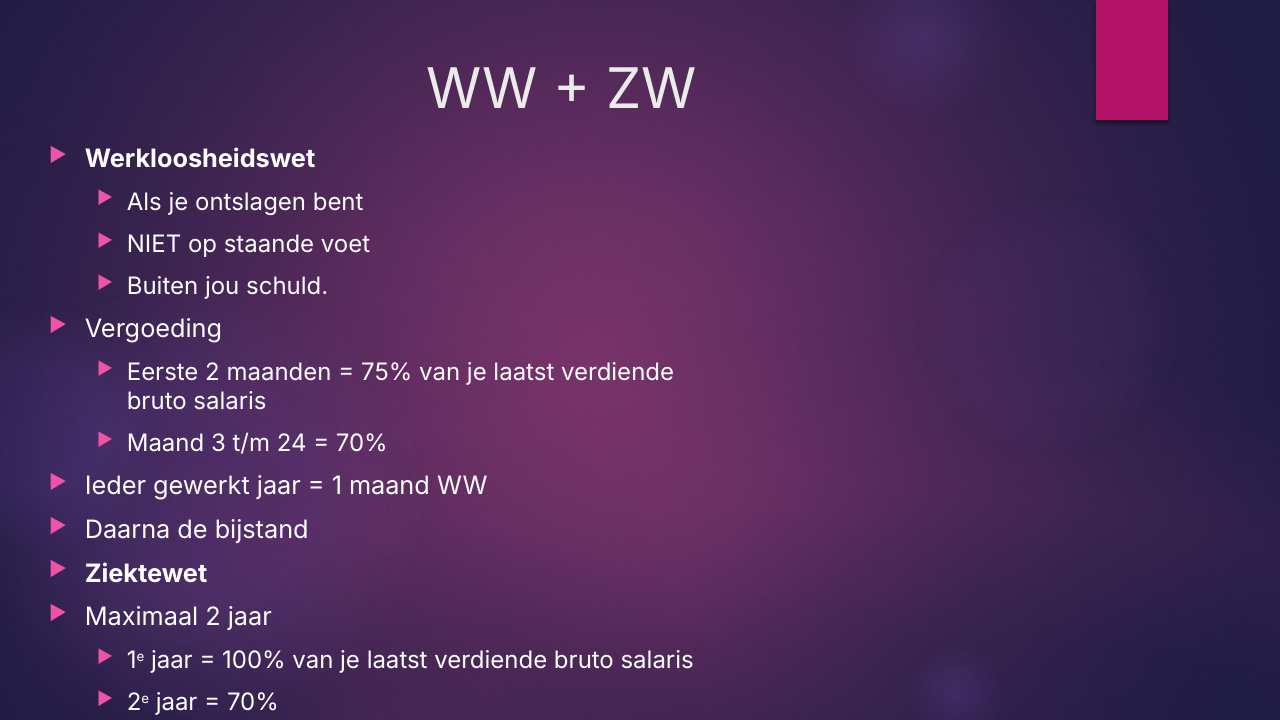 WW + ZW
Werkloosheidswet
Als je ontslagen bent
NIET op staande voet
Buiten jou schuld.
Vergoeding
Eerste 2 maanden = 75% van je laatst verdiende
bruto salaris
Maand 3 t/m 24 = 70%
Ieder gewerkt jaar = 1 maand WW
Daarna de bijstand
Ziektewet
Maximaal 2 jaar
1e jaar = 100% van je laatst verdiende bruto salaris
2e jaar = 70%